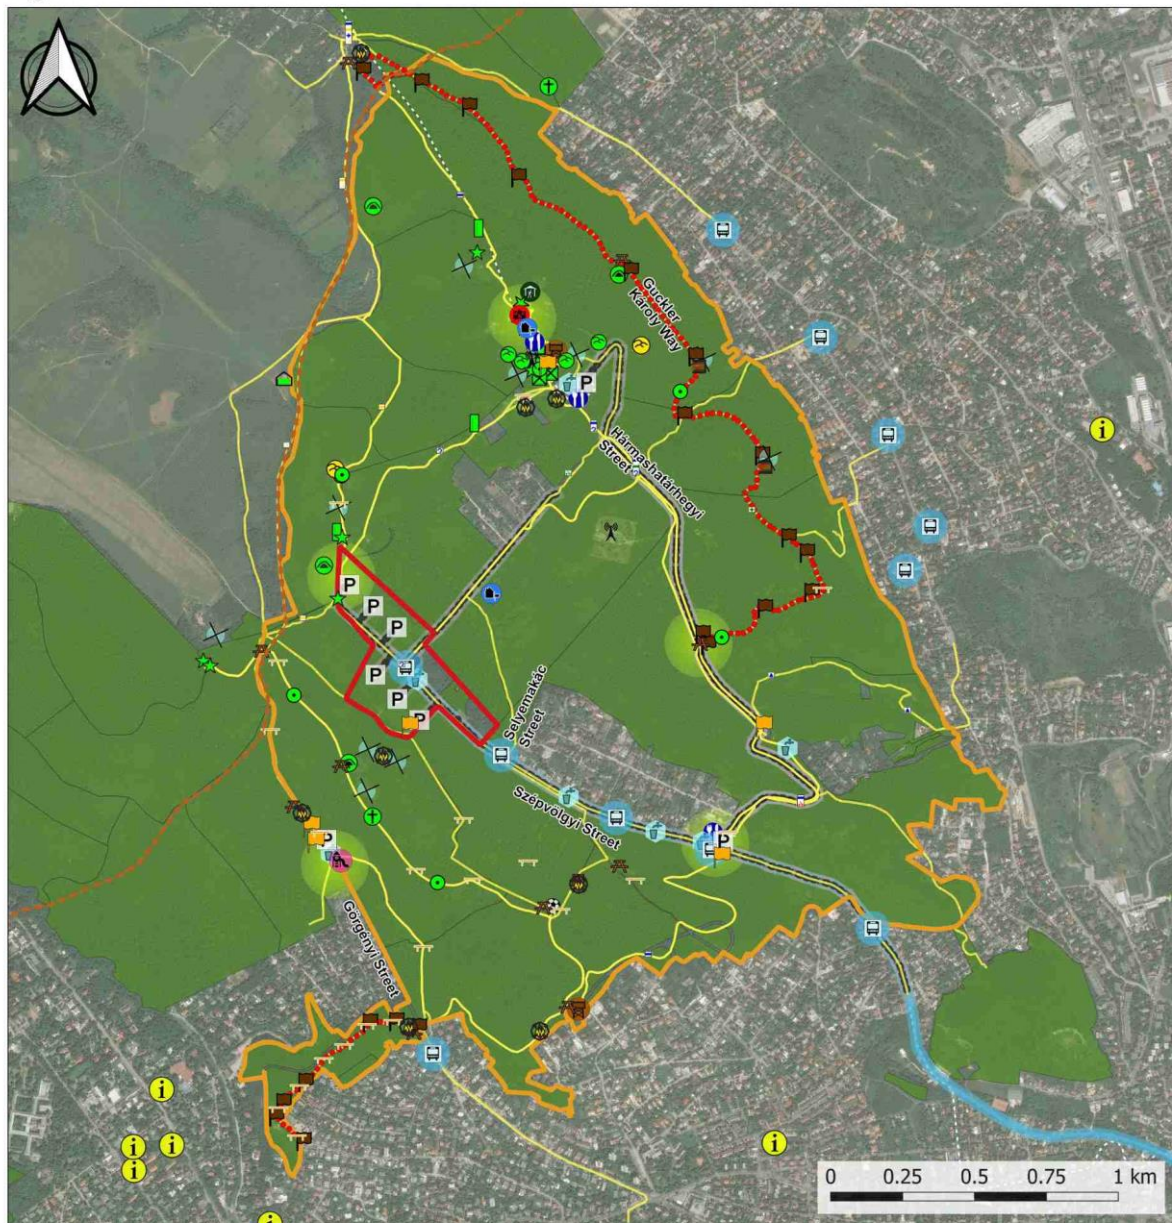 Guckler
Károly Way
P
Hármashatárhegyi
Street
i
P
P
P
P
P
P
Selyemakác
Street
Szépvölgyi Street
P
P
Görgényi Street
i
i
i
i
i
i
0 0.25 0.5 0.75 1 km